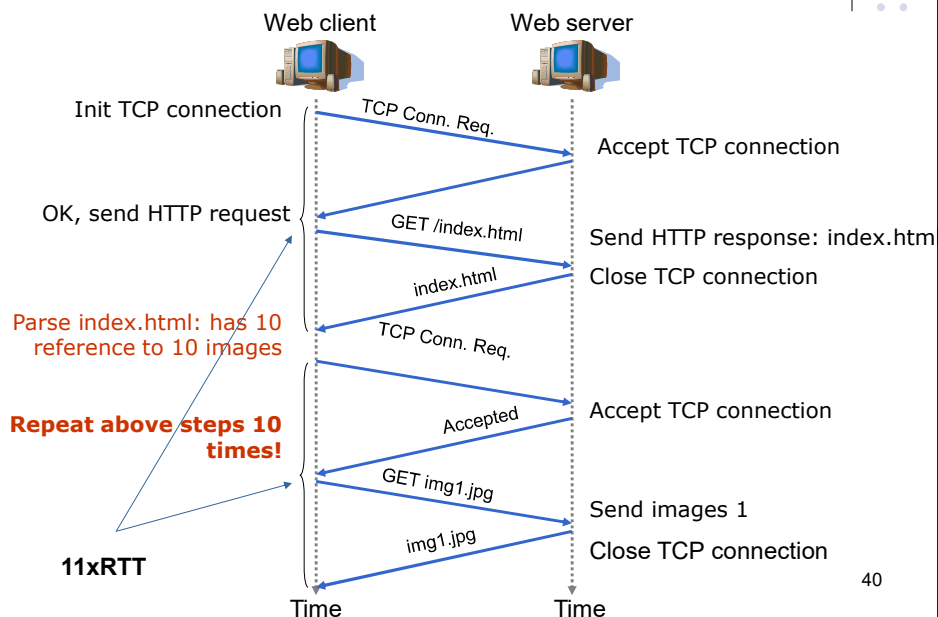 Web client
Web server
Init TCP connection
TCP Conn. Req.
Accept TCP connection
OK, send HTTP request
GET /index.html
Send HTTP response: index.htm
index.html
Close TCP connection
Parse index.html: has 10
reference to 10 images
TCP Conn. Req.
Accept TCP connection
Repeat above steps 10
times!
Accepted
GET img1.jpg
Send images 1
img1.jpg
Close TCP connection
11xRTT
40
Time
Time